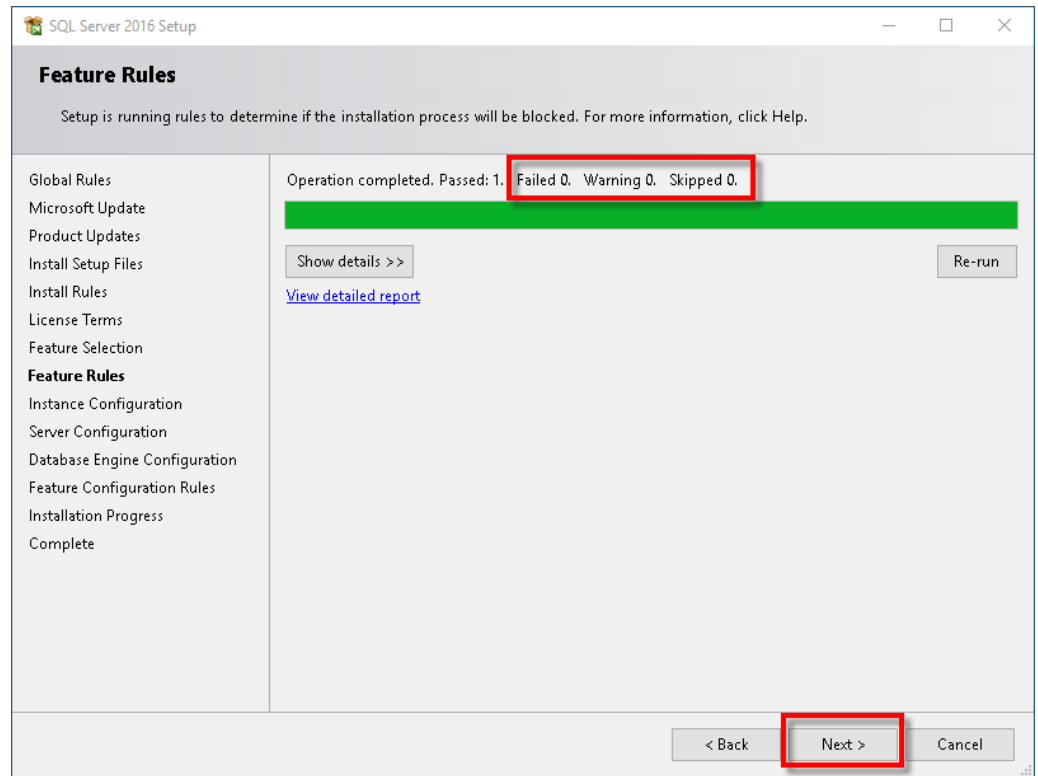 SQL Server 2016 Setup
Feature Rules
Setup is running rules to determine if the installation process will be blocked. For more information, click Help.
Global Rules
Microsoft Update
Product Updates
Install Setup Files
Install Rules
License Terms
Feature Selection
Feature Rules
Instance Configuration
Server Configuration
Database Engine Configuration
Feature Configuration Rules
Installation Progress
Complete
Operation completed. Passed: 1. Failed 0. Warning 0. Skipped 0.
Show details >>
Re-run
View detailed report
< Back
Next >
Cancel